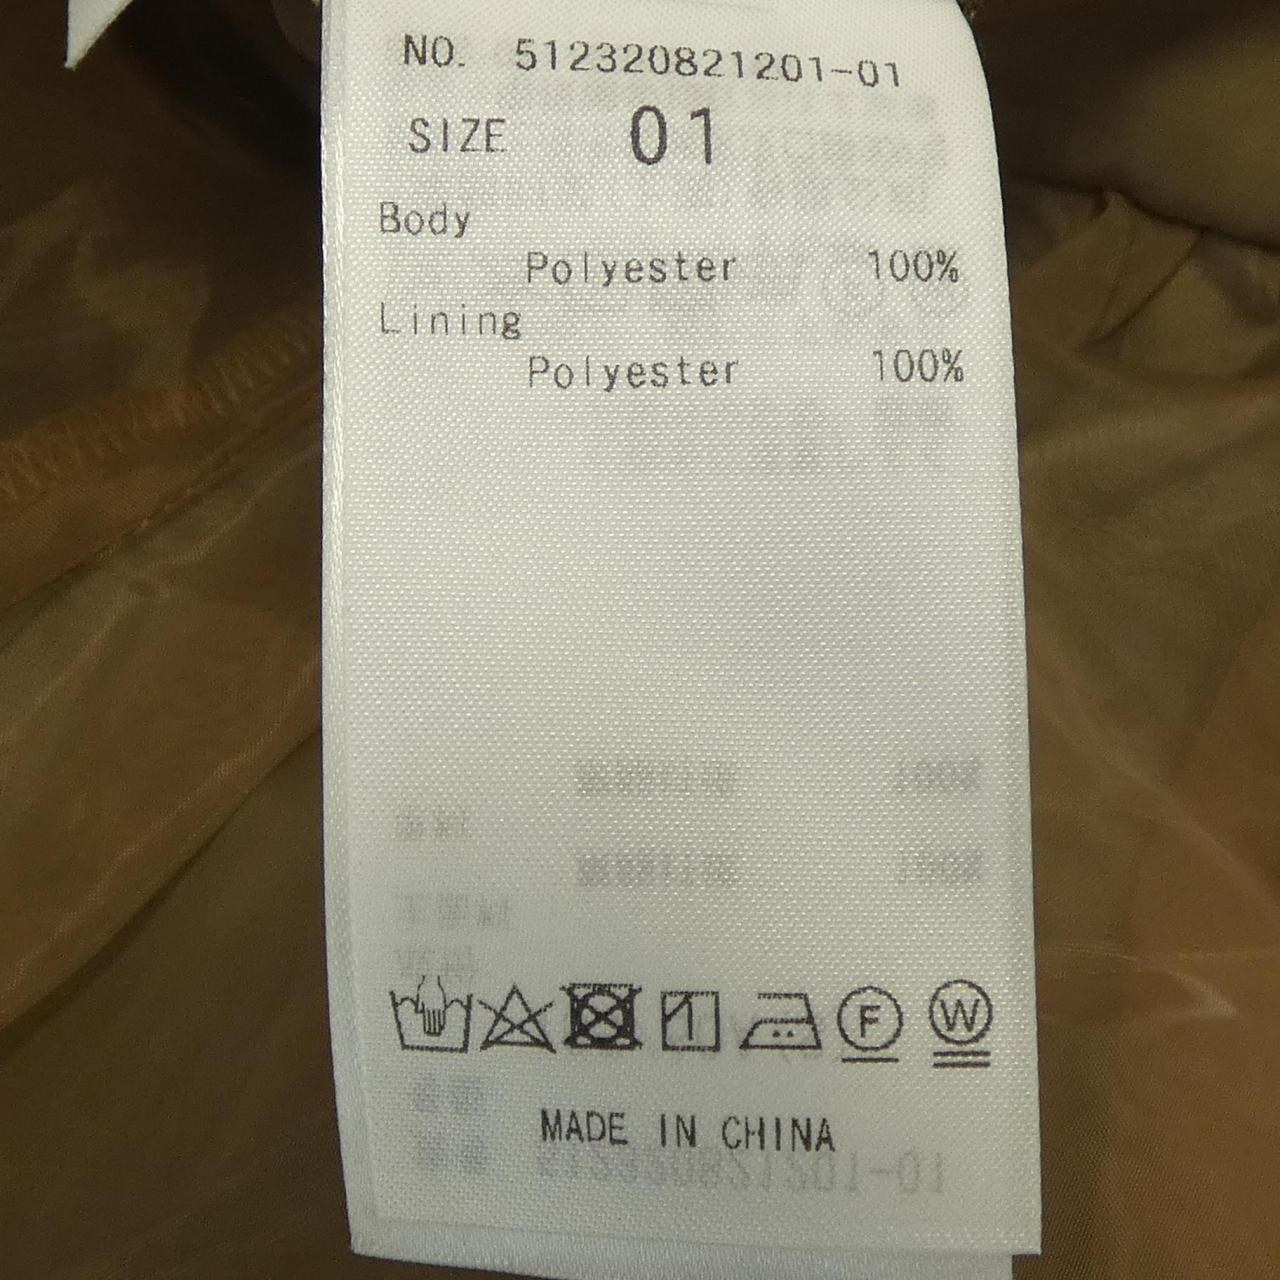 NO. 512320821201-01
SIZE 01
Body
Polyester 100%
Lining
Polyester 100%
F W
MADE IN CHINA